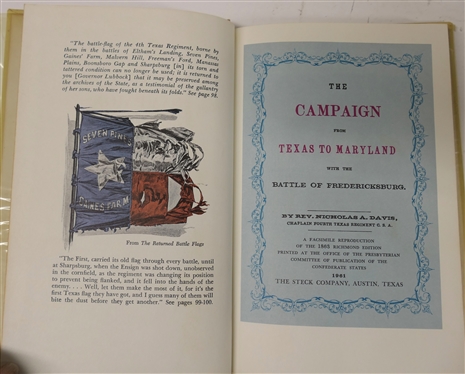 "The battle-flag of the 4th Texas Regiment, borne by
them in the battles of Eltham's Landing, Seven Pines,
Gaines' Farm, Malvern Hill, Freeman's Ford, Manassas
Plains, Boonsboro Gap and Sharpsburg [in] its torn and
tattered condition can no longer be used; it is returned to
you [Governor Lubbock] that it may be preserved among
the archives of the State, as a testimonial of the gallantry
of her sons, who have fought beneath its folds." See page 98.
SEVEN PINES
GAINES FARM
From The Returned Battle Flags
"The First, carried its old flag through every battle, until
at Sharpsburg, when the Ensign was shot down, unobserved
in the cornfield, as the regiment was changing its position
to prevent being flanked, and it fell into the hands of the
enemy. . . . Well, let them make the most of it, for it's the
first Texas flag they have got, and I guess many of them will
bite the dust before they get another." See pages 99-100.
THE
CAMPAIGN
FROM
TEXAS TO MARYLAND
WITH THE
BATTLE OF FREDERICKSBURG.
BY REV. NICHOLAS A. DAVIS,
CHAPLAIN FOURTH TEXAS REGIMENT C. S. A.
A FACSIMILE REPRODUCTION
OF THE 1863 RICHMOND EDITION
PRINTED AT THE OFFICE OF THE PRESBYTERIAN
COMMITTEE OF PUBLICATION OF THE
CONFEDERATE STATES
1961
THE STECK COMPANY, AUSTIN, TEXAS